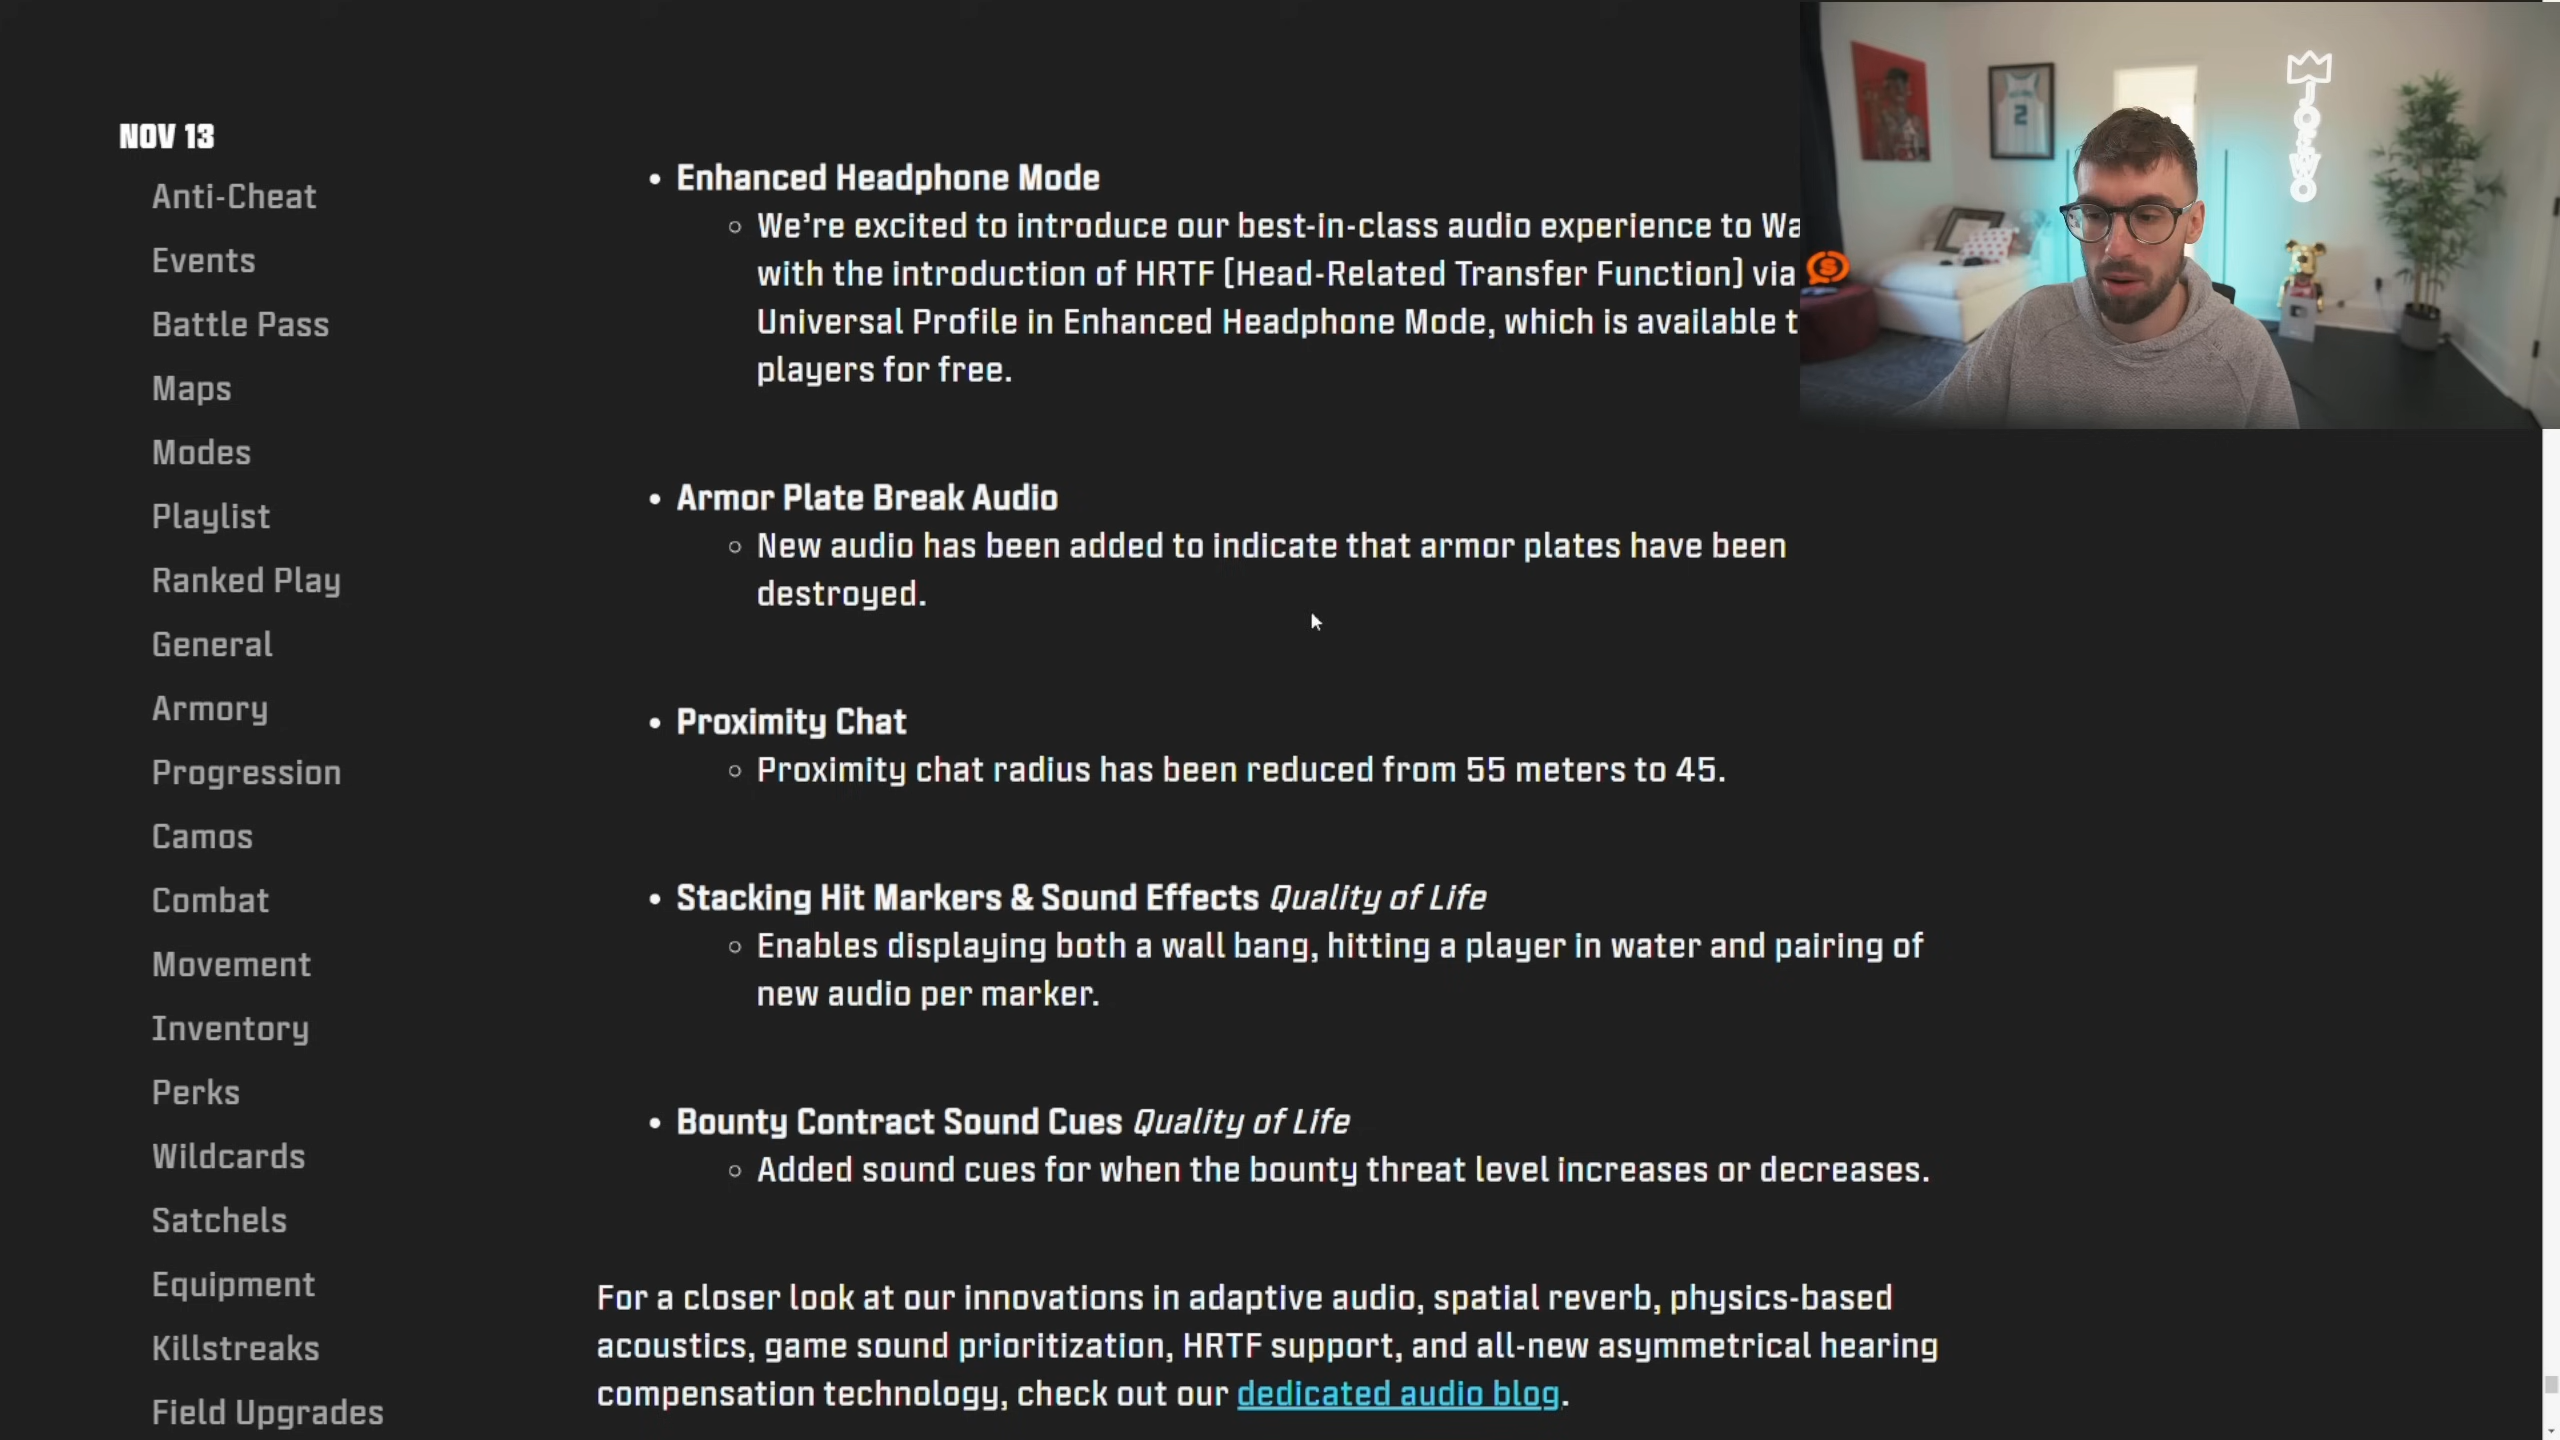 NOV 13
Anti-Cheat
Events
Battle Pass
Maps
Modes
Playlist
Ranked Play
General
Armory
Progression
Camos
Combat
Movement
Inventory
Perks
Wildcards
Satchels
Equipment
Killstreaks
Field Upgrades
• Enhanced Headphone Mode
○ We're excited to introduce our best-in-class audio experience to
with the introduction of HRTF [Head-Related Transfer Function] via
Universal Profile in Enhanced Headphone Mode, which is available
players for free.
• Armor Plate Break Audio
○ New audio has been added to indicate that armor plates have been
destroyed.
• Proximity Chat
○ Proximity chat radius has been reduced from 55 meters to 45.
• Stacking Hit Markers & Sound Effects Quality of Life
○ Enables displaying both a wall bang, hitting a player in water and pairing of
new audio per marker.
• Bounty Contract Sound Cues Quality of Life
○ Added sound cues for when the bounty threat level increases or decreases.
For a closer look at our innovations in adaptive audio, spatial reverb, physics-based
acoustics, game sound prioritization, HRTF support, and all-new asymmetrical hearing
compensation technology, check out our dedicated audio blog.
2
JOEWO